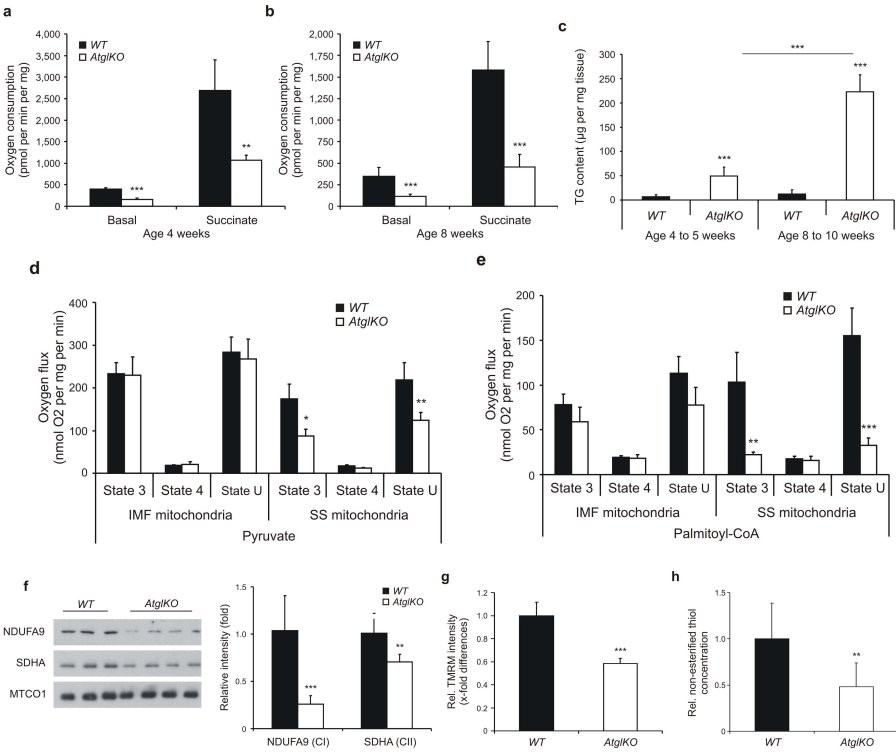 a
4,000
3,500
3,000
2,500
2,000
1,500
1,000
500
0
Oxygen consumption
(pmol per min per mg)
WT
AtglKO
***
**
Basal
Succinate
Age 4 weeks
b
2,000
1,750
1,500
1,250
1,000
750
500
250
0
Oxygen consumption
(pmol per min per mg)
WT
AtglKO
***
***
Basal
Succinate
Age 8 weeks
c
300
250
200
150
100
50
0
TG content (µg per mg tissue)
***
***
***
WT
AtglKO
WT
AtglKO
Age 4 to 5 weeks
Age 8 to 10 weeks
d
400
300
200
100
0
Oxygen flux
(nmol O2 per mg per min)
WT
AtglKO
*
**
State 3
State 4
State U
State 3
State 4
State U
IMF mitochondria
SS mitochondria
Pyruvate
e
200
150
100
50
0
Oxygen flux
(nmol O2 per mg per min)
WT
AtglKO
**
***
State 3
State 4
State U
State 3
State 4
State U
IMF mitochondria
SS mitochondria
Palmitoyl-CoA
f
WT
AtglKO
NDUFA9
SDHA
MTCO1
1.5
1.0
0.5
0
Relative intensity (fold)
WT
AtglKO
***
**
NDUFA9 (CI)
SDHA (CII)
g
1.2
1
0.8
0.6
0.4
0.2
0
Rel. TMRM intensity
(x-fold differences)
***
WT
AtglKO
h
1.5
1.0
0.5
0
Rel. non-esterified thiol
concentration
**
WT
AtglKO